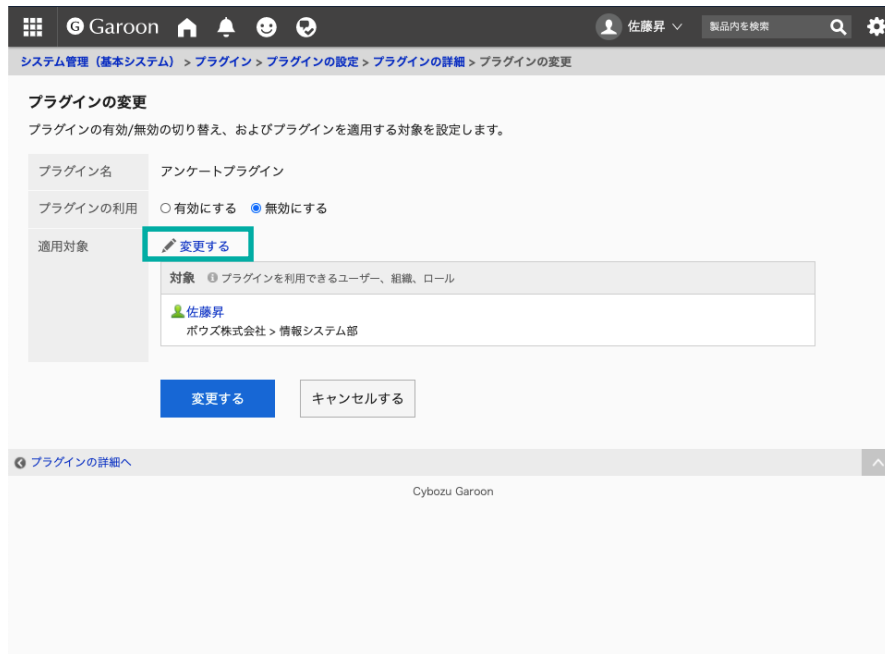 Garoon 佐藤昇 製品内を検索
システム管理（基本システム） > プラグイン > プラグインの設定 > プラグインの詳細 > プラグインの変更
プラグインの変更
プラグインの有効/無効の切り替え、およびプラグインを適用する対象を設定します。
プラグイン名 アンケートプラグイン
プラグインの利用 有効にする 無効にする
適用対象 変更する
対象 プラグインを利用できるユーザー、組織、ロール
佐藤昇
ボウズ株式会社 > 情報システム部
変更する キャンセルする
プラグインの詳細へ
Cybozu Garoon